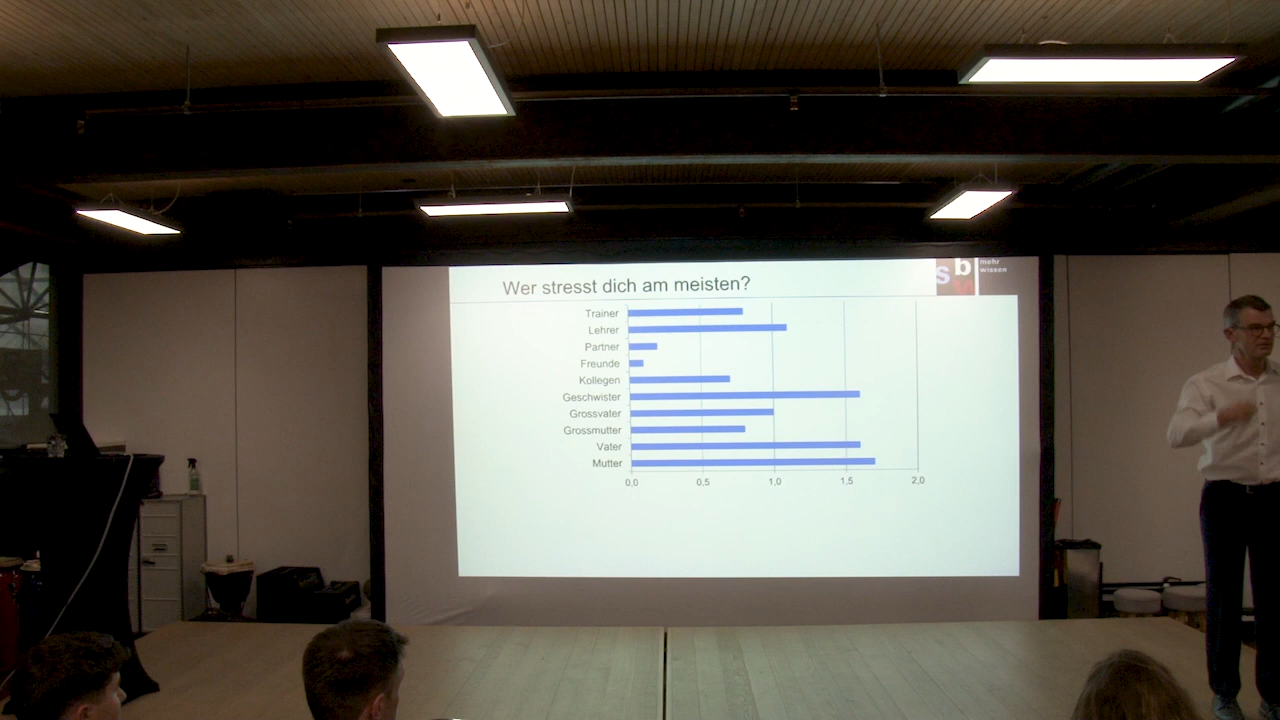 Wer stresst dich am meisten?
sb
mehr
wissen
Trainer
Lehrer
Partner
Freunde
Kollegen
Geschwister
Grossvater
Grossmutter
Vater
Mutter
0,0 0,5 1,0 1,5 2,0